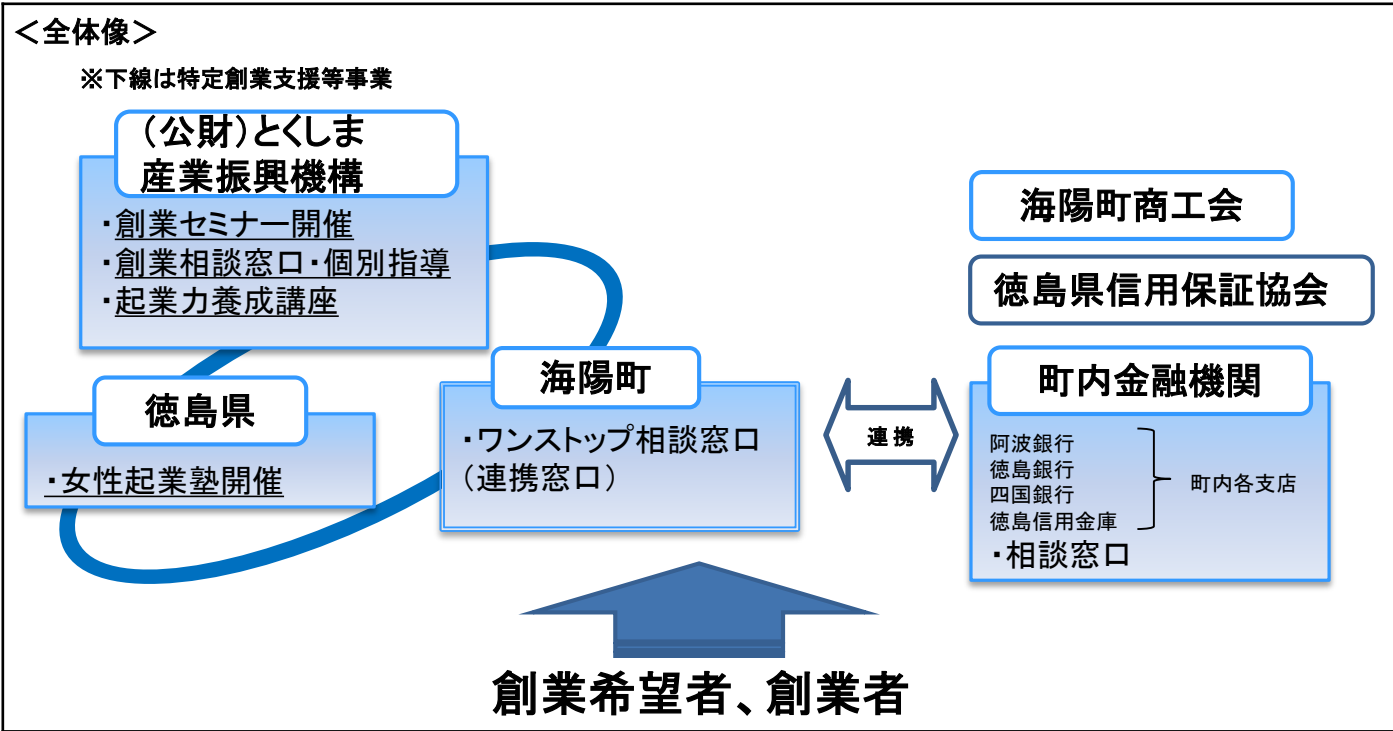 ＜全体像＞
※下線は特定創業支援等事業
（公財）とくしま
産業振興機構
・創業セミナー開催
・創業相談窓口・個別指導
・起業力養成講座
徳島県
・女性起業塾開催
海陽町
・ワンストップ相談窓口
（連携窓口）
連携
海陽町商工会
徳島県信用保証協会
町内金融機関
阿波銀行
徳島銀行
四国銀行
徳島信用金庫
町内各支店
・相談窓口
創業希望者、創業者